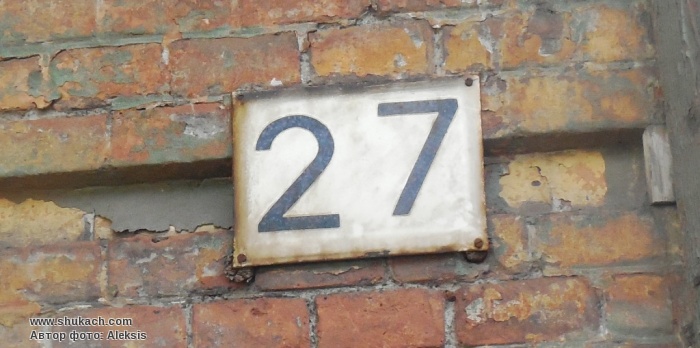 27
www.shukach.com
Автор фото: Aleksis